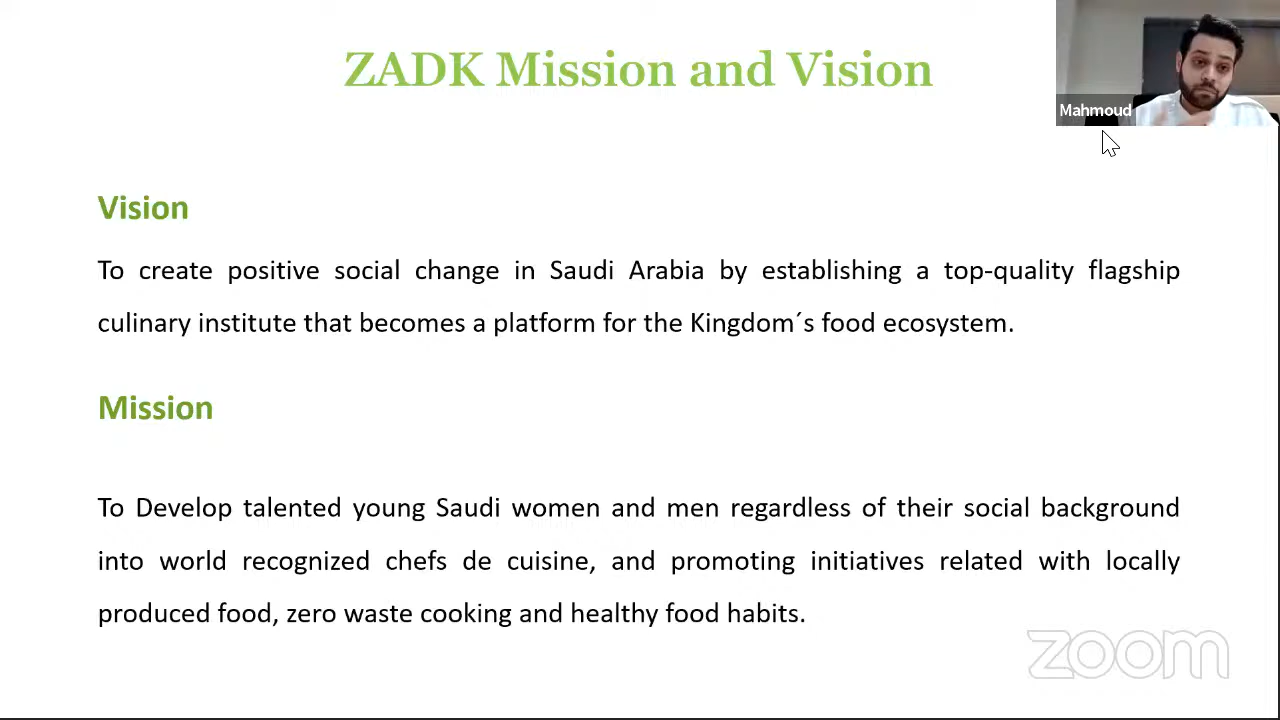 ZADK Mission and Vision
Mahmoud
Vision
To create positive social change in Saudi Arabia by establishing a top-quality flagship
culinary institute that becomes a platform for the Kingdom´s food ecosystem.
Mission
To Develop talented young Saudi women and men regardless of their social background
into world recognized chefs de cuisine, and promoting initiatives related with locally
produced food, zero waste cooking and healthy food habits.
zoom